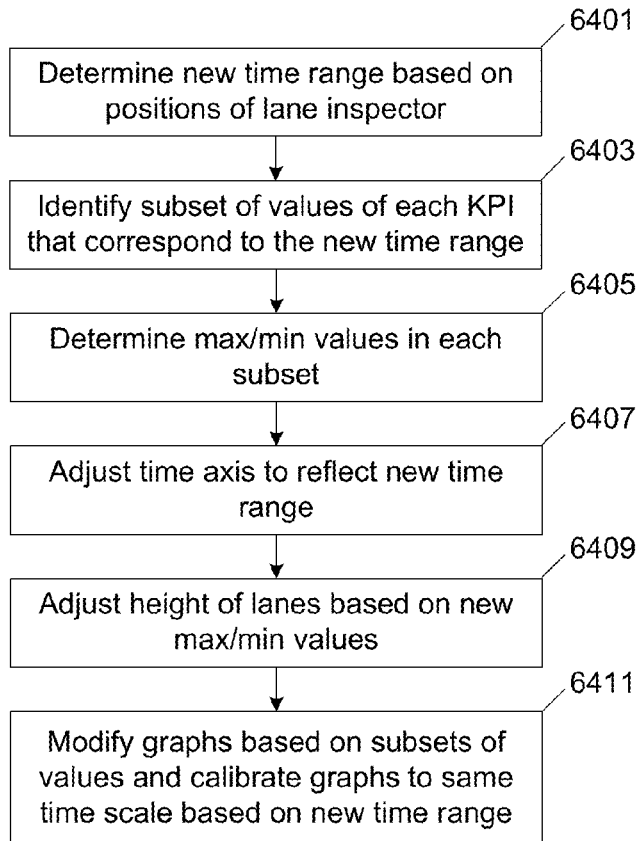 6401
Determine new time range based on
positions of lane inspector
6403
Identify subset of values of each KPI
that correspond to the new time range
6405
Determine max/min values in each
subset
6407
Adjust time axis to reflect new time
range
6409
Adjust height of lanes based on new
max/min values
6411
Modify graphs based on subsets of
values and calibrate graphs to same
time scale based on new time range